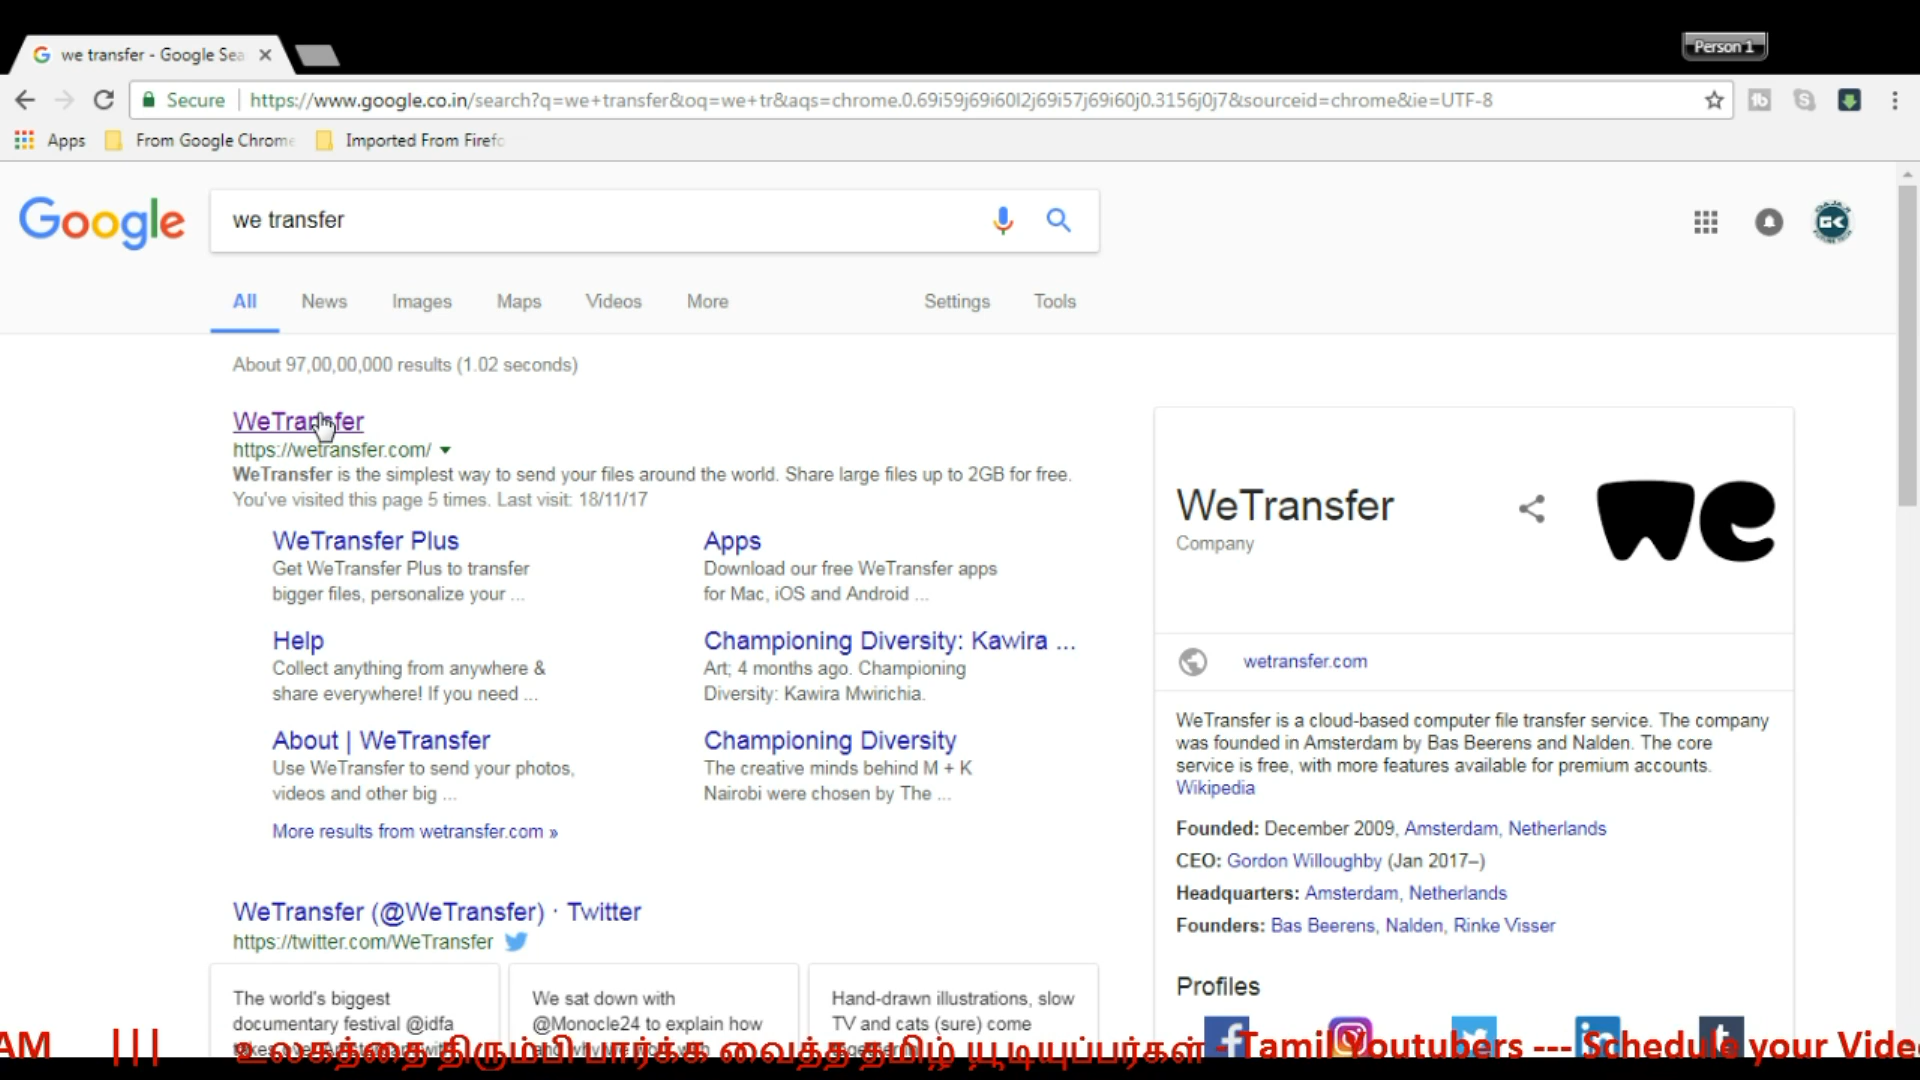 we transfer - Google Sea
Person 1
Secure
https://www.google.co.in/search?q=we+transfer&oq=we+tr&aqs=chrome.0.69i59j69i60l2j69i57j69i60j0.3156j0j7&sourceid=chrome&ie=UTF-8
Apps
From Google Chrome
Imported From Firefo
Google
we transfer
GK
All
News
Images
Maps
Videos
More
Settings
Tools
About 97,00,00,000 results (1.02 seconds)
WeTransfer
https://wetransfer.com/
WeTransfer is the simplest way to send your files around the world. Share large files up to 2GB for free.
You've visited this page 5 times. Last visit: 18/11/17
WeTransfer Plus
Get WeTransfer Plus to transfer
bigger files, personalize your ...
Apps
Download our free WeTransfer apps
for Mac, iOS and Android ...
Help
Collect anything from anywhere &
share everywhere! If you need ...
Championing Diversity: Kawira ...
Art; 4 months ago. Championing
Diversity: Kawira Mwirichia.
About | WeTransfer
Use WeTransfer to send your photos,
videos and other big ...
Championing Diversity
The creative minds behind M + K
Nairobi were chosen by The ...
More results from wetransfer.com »
WeTransfer (@WeTransfer) · Twitter
https://twitter.com/WeTransfer
The world's biggest
documentary festival @idfa
We sat down with
@Monocle24 to explain how
Hand-drawn illustrations, slow
TV and cats (sure) come
WeTransfer
Company
we
wetransfer.com
WeTransfer is a cloud-based computer file transfer service. The company
was founded in Amsterdam by Bas Beerens and Nalden. The core
service is free, with more features available for premium accounts.
Wikipedia
Founded: December 2009, Amsterdam, Netherlands
CEO: Gordon Willoughby (Jan 2017–)
Headquarters: Amsterdam, Netherlands
Founders: Bas Beerens, Nalden, Rinke Visser
Profiles
AM ||| உலகத்தை திரும்பிபார்க்க வைத்த தமிழ் யூடியுப்பர்கள் - Tamil Youtubers --- Schedule your Vide